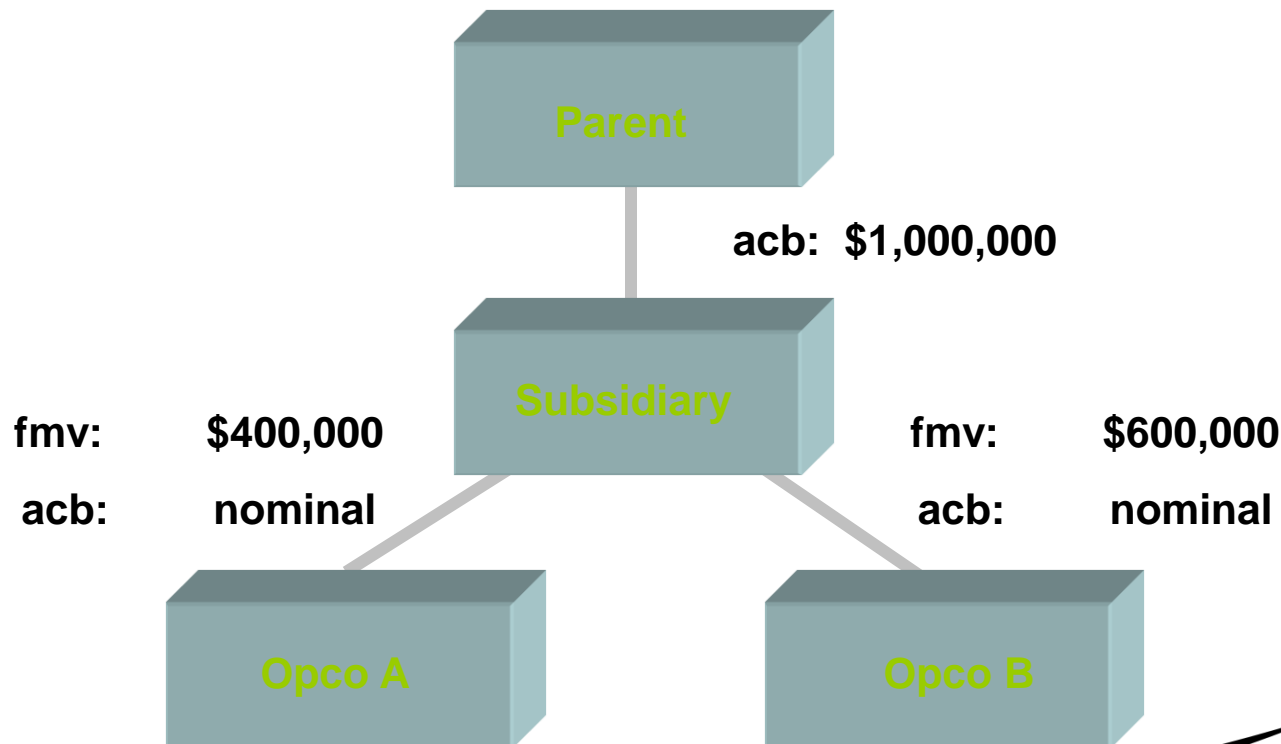 Parent
acb: $1,000,000
Subsidiary
fmv: $400,000
acb: nominal
fmv: $600,000
acb: nominal
Opco A
Opco B